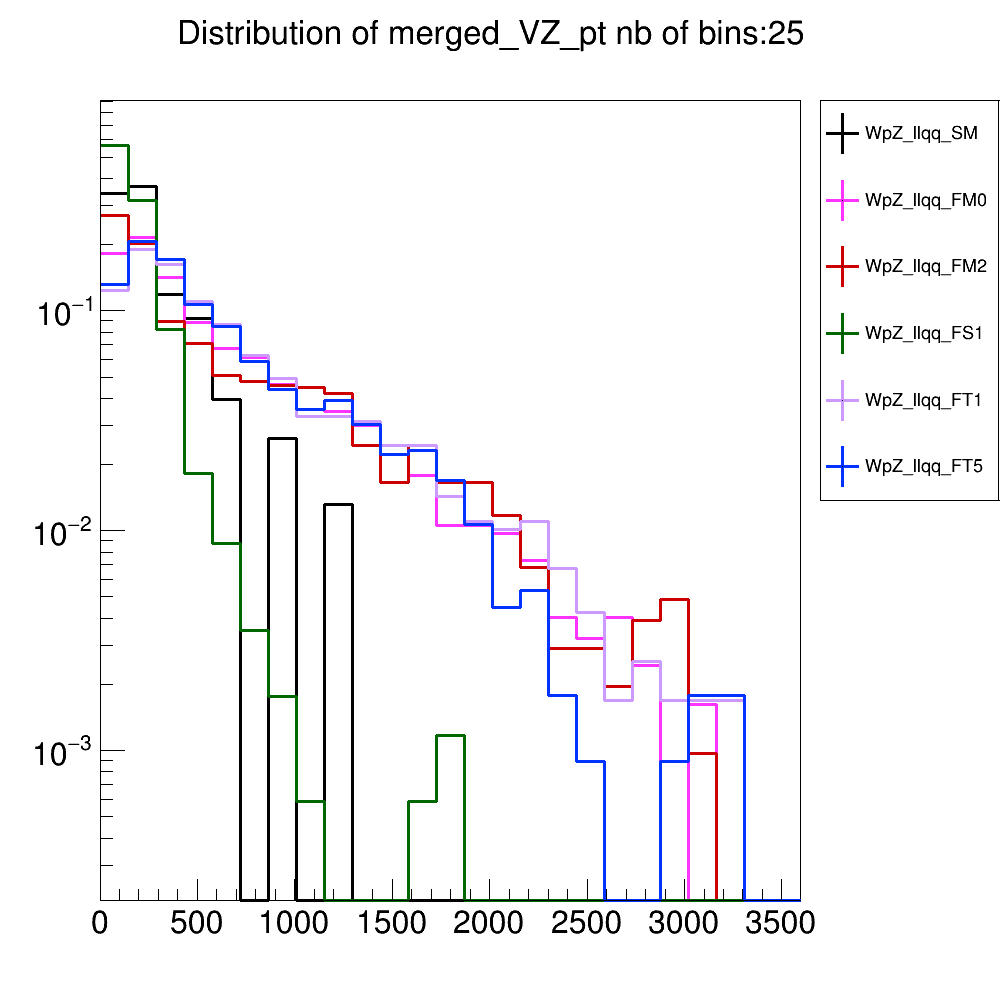 Distribution of merged_VZ_pt nb of bins:25
WpZ_llqq_SM
WpZ_llqq_FM0
WpZ_llqq_FM2
WpZ_llqq_FS1
WpZ_llqq_FT1
WpZ_llqq_FT5
10⁻¹
10⁻²
10⁻³
0 500 1000 1500 2000 2500 3000 3500